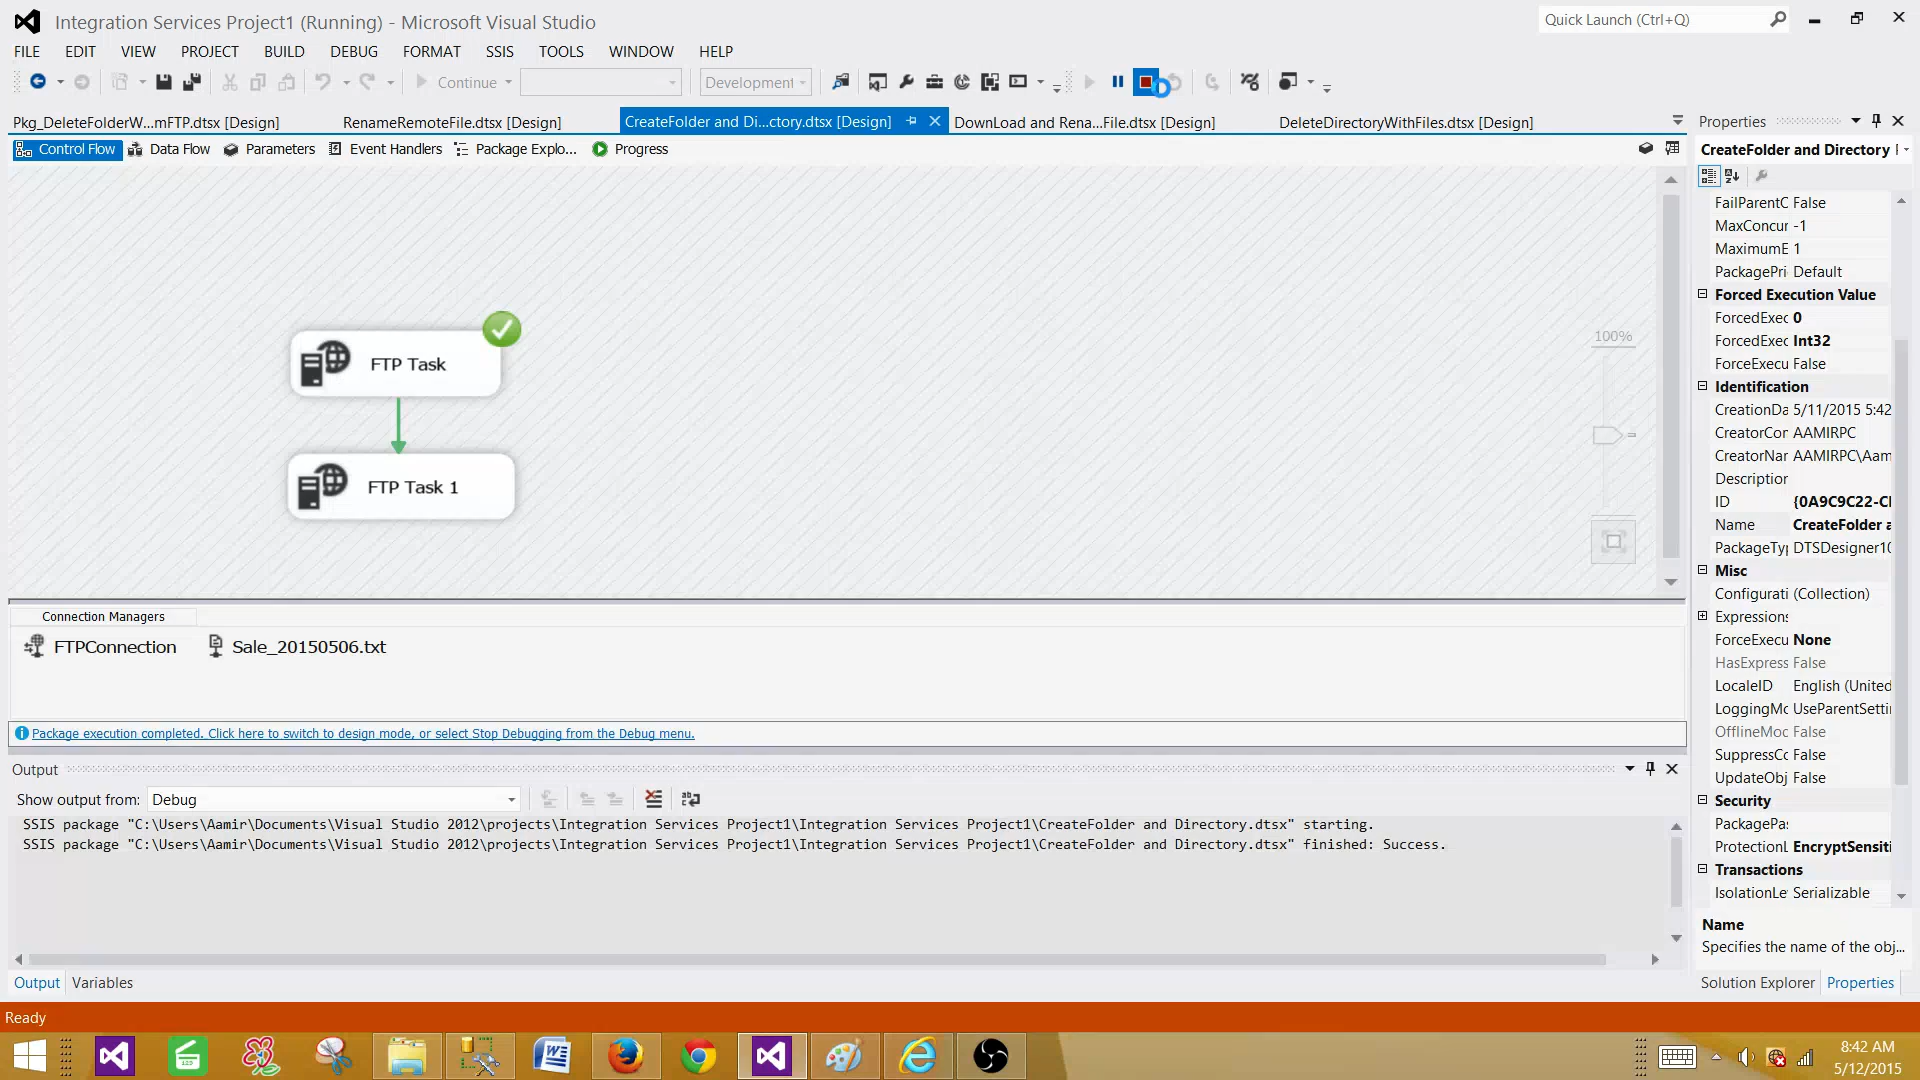 Integration Services Project1 (Running) - Microsoft Visual Studio
Quick Launch (Ctrl+Q)
FILE EDIT VIEW PROJECT BUILD DEBUG FORMAT SSIS TOOLS WINDOW HELP
Continue Development
Pkg_DeleteFolderW...mFTP.dtsx [Design] RenameRemoteFile.dtsx [Design] CreateFolder and Di...ctory.dtsx [Design] DownLoad and Rena...File.dtsx [Design] DeleteDirectoryWithFiles.dtsx [Design]
Control Flow Data Flow Parameters Event Handlers Package Explo... Progress
FTP Task
FTP Task 1
100%
Connection Managers
FTPConnection Sale_20150506.txt
Package execution completed. Click here to switch to design mode, or select Stop Debugging from the Debug menu.
Output
Show output from: Debug
SSIS package "C:\Users\Aamir\Documents\Visual Studio 2012\projects\Integration Services Project1\Integration Services Project1\CreateFolder and Directory.dtsx" starting.
SSIS package "C:\Users\Aamir\Documents\Visual Studio 2012\projects\Integration Services Project1\Integration Services Project1\CreateFolder and Directory.dtsx" finished: Success.
Output Variables
Properties
CreateFolder and Directory
FailParentC False
MaxConcur -1
MaximumE 1
PackagePri Default
Forced Execution Value
ForcedExec 0
ForcedExec Int32
ForceExecu False
Identification
CreationDa 5/11/2015 5:42
CreatorCon AAMIRPC
CreatorNar AAMIRPC\Aam
Description
ID {0A9C9C22-C
Name CreateFolder a
PackageTy DTSDesigner10
Misc
Configurati (Collection)
Expressions
ForceExecu None
HasExpress False
LocaleID English (United
LoggingMo UseParentSetti
OfflineMod False
SuppressCo False
UpdateObj False
Security
PackagePas
ProtectionL EncryptSensiti
Transactions
IsolationLe Serializable
Name
Specifies the name of the obj...
Solution Explorer Properties
Ready
8:42 AM
5/12/2015